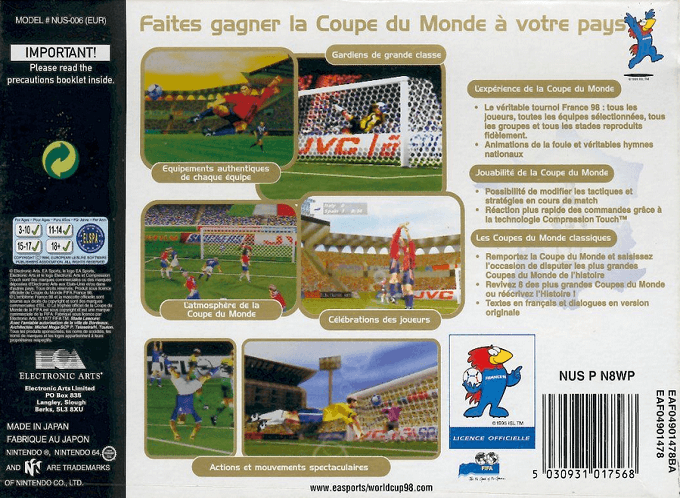 MODEL # NUS-006 (EUR)
IMPORTANT!
Please read the
precautions booklet inside.
3-10
11-14
15-17
18+
ELSPA
ELECTRONIC ARTS
Electronic Arts Limited
PO Box 835
Langley, Slough
Berks, SL3 8XU
MADE IN JAPAN
FABRIQUE AU JAPON
NINTENDO ®, NINTENDO 64,
AND ARE TRADEMARKS
OF NINTENDO CO., LTD.
Faites gagner la Coupe du Monde à votre pays
Gardiens de grande classe
JVC
Equipements authentiques
de chaque équipe
L'atmosphère de la
Coupe du Monde
Célébrations des joueurs
Actions et mouvements spectaculaires
www.easports/worldcup98.com
L'expérience de la Coupe du Monde
• Le véritable tournoi France 98 : tous les
joueurs, toutes les équipes sélectionnées, tous
les groupes et tous les stades reproduits
fidèlement.
• Animations de la foule et véritables hymnes
nationaux
Jouabilité de la Coupe du Monde
• Possibilité de modifier les tactiques et
stratégies en cours de match
• Réaction plus rapide des commandes grâce à
la technologie Compression Touch™
Les Coupes du Monde classiques
• Remportez la Coupe du Monde et saisissez
l'occasion de disputer les plus grandes
Coupes du Monde de l'histoire
• Revivez 8 des plus grandes Coupes du Monde
ou réécrivez l'Histoire !
• Textes en français et dialogues en version
originale
© 1995 ISL TM
LICENCE OFFICIELLE
FIFA
NUS P N8WP
5 030931 017568
EAF04901478BA
EAF04901478